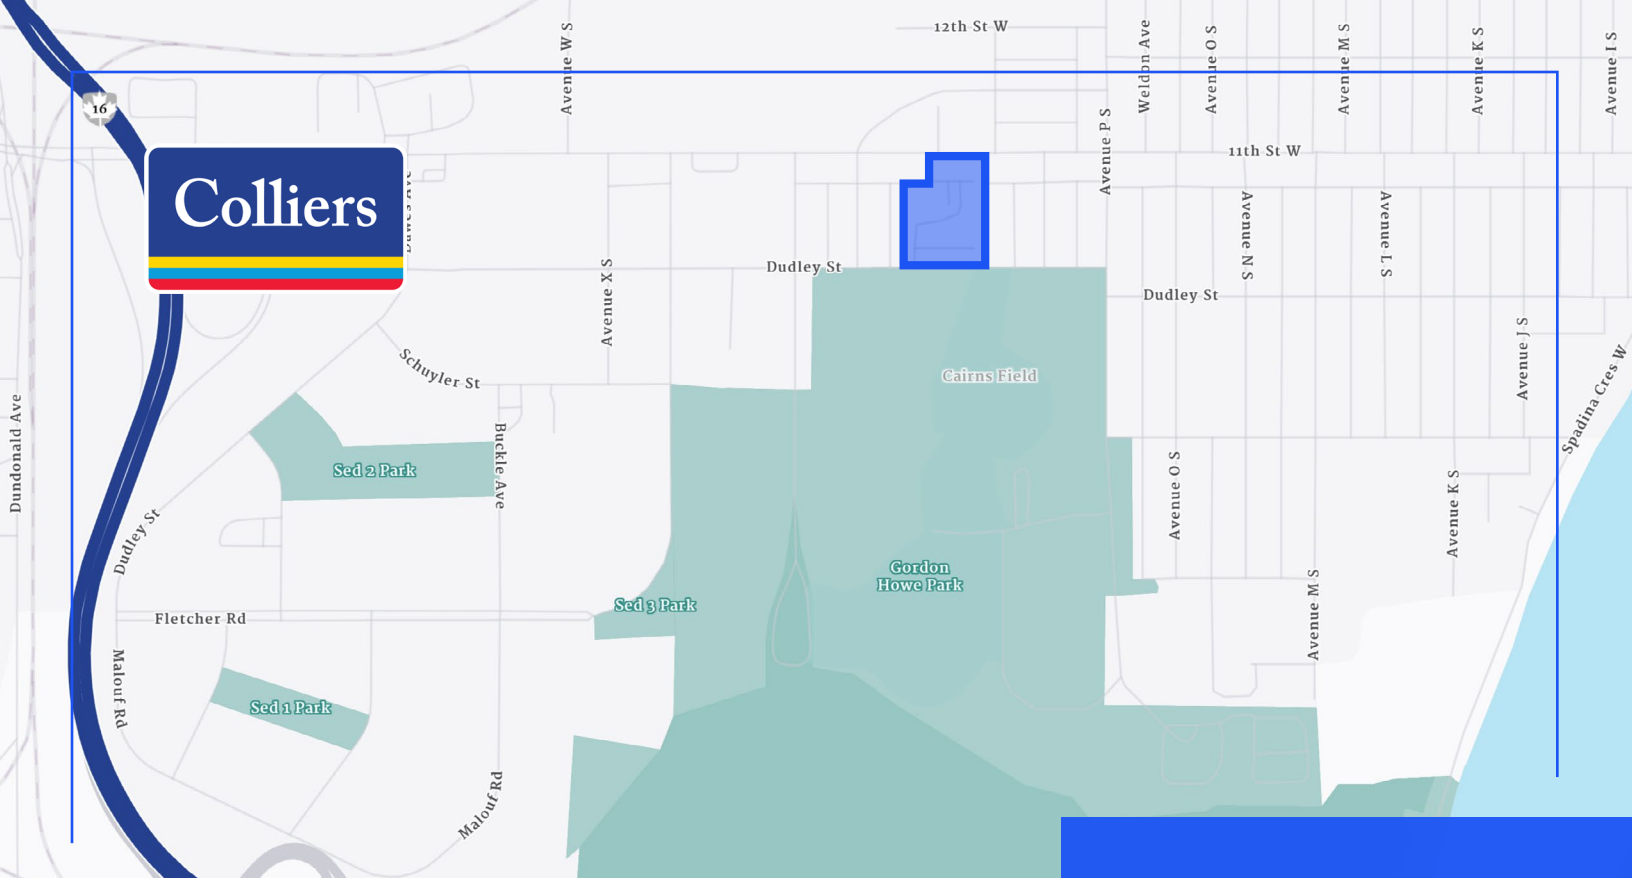 12th St W
Avenue W S
Weldon Ave
Avenue O S
Avenue M S
Avenue K S
Avenue I S
16
Avenue P S
11th St W
Colliers
Avenue N S
Avenue L S
Dudley St
Avenue X S
Dudley St
Avenue J S
Schuyler St
Cairns Field
Spadina Cres W
Dundonald Ave
Buckle Ave
Sed 2 Park
Avenue O S
Avenue K S
Dudley St
Gordon
Howe Park
Sed 3 Park
Avenue M S
Fletcher Rd
Malouf Rd
Sed 1 Park
Malouf Rd